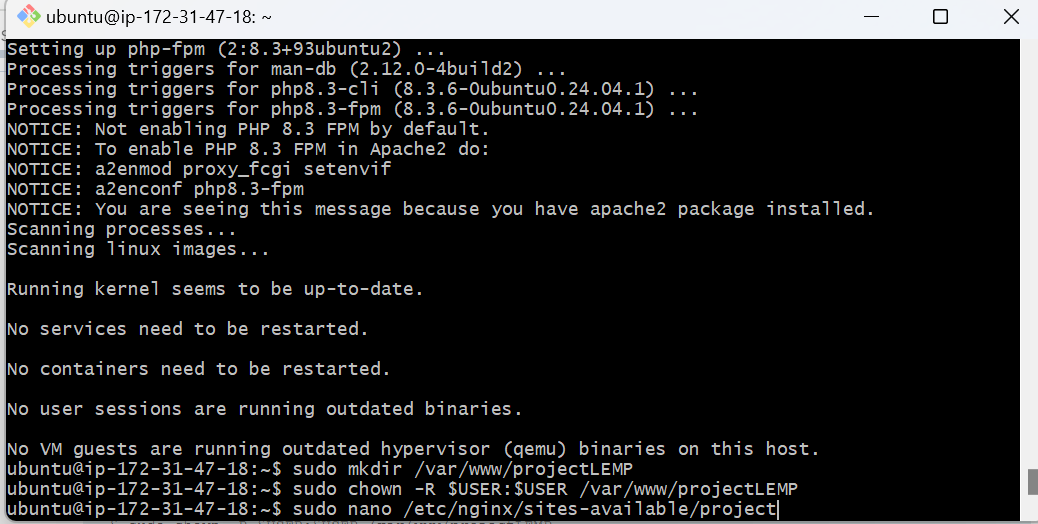 ubuntu@ip-172-31-47-18: ~
Setting up php-fpm (2:8.3+93ubuntu2) ...
Processing triggers for man-db (2.12.0-4build2) ...
Processing triggers for php8.3-cli (8.3.6-0ubuntu0.24.04.1) ...
Processing triggers for php8.3-fpm (8.3.6-0ubuntu0.24.04.1) ...
NOTICE: Not enabling PHP 8.3 FPM by default.
NOTICE: To enable PHP 8.3 FPM in Apache2 do:
NOTICE: a2enmod proxy_fcgi setenvif
NOTICE: a2enconf php8.3-fpm
NOTICE: You are seeing this message because you have apache2 package installed.
Scanning processes...
Scanning linux images...
Running kernel seems to be up-to-date.
No services need to be restarted.
No containers need to be restarted.
No user sessions are running outdated binaries.
No VM guests are running outdated hypervisor (qemu) binaries on this host.
ubuntu@ip-172-31-47-18:~$ sudo mkdir /var/www/projectLEMP
ubuntu@ip-172-31-47-18:~$ sudo chown -R $USER:$USER /var/www/projectLEMP
ubuntu@ip-172-31-47-18:~$ sudo nano /etc/nginx/sites-available/project